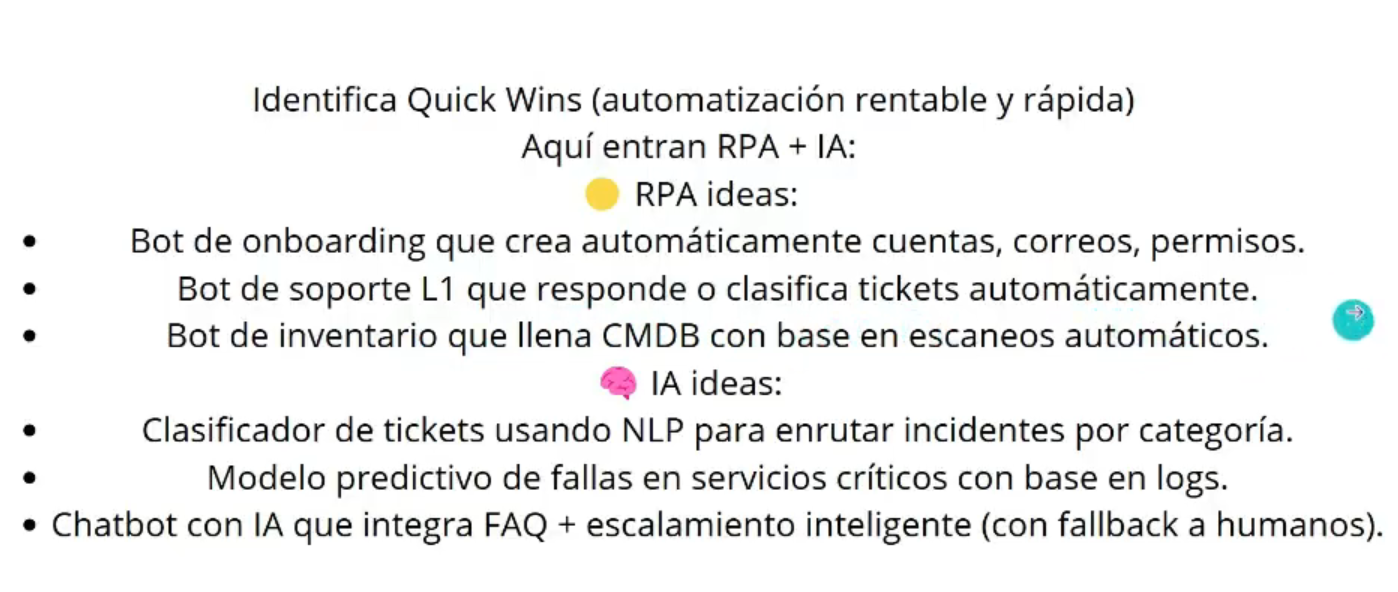 Identifica Quick Wins (automatización rentable y rápida)
Aquí entran RPA + IA:
🟡 RPA ideas:
• Bot de onboarding que crea automáticamente cuentas, correos, permisos.
• Bot de soporte L1 que responde o clasifica tickets automáticamente.
• Bot de inventario que llena CMDB con base en escaneos automáticos.
🧠 IA ideas:
• Clasificador de tickets usando NLP para enrutar incidentes por categoría.
• Modelo predictivo de fallas en servicios críticos con base en logs.
• Chatbot con IA que integra FAQ + escalamiento inteligente (con fallback a humanos).